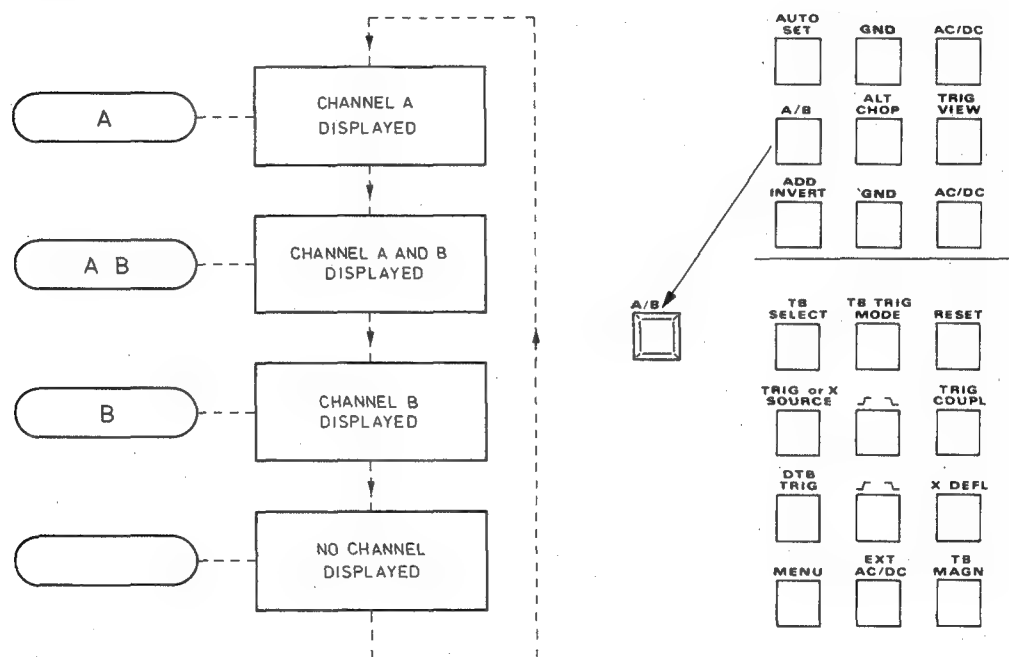 A
CHANNEL A
DISPLAYED
A B
CHANNEL A AND B
DISPLAYED
B
CHANNEL B
DISPLAYED
NO CHANNEL
DISPLAYED
A/B
AUTO
SET
GND
AC/DC
A/B
ALT
CHOP
TRIG
VIEW
ADD
INVERT
GND
AC/DC
TB
SELECT
TB TRIG
MODE
RESET
TRIG or X
SOURCE
TRIG
COUPL
DTB
TRIG
X DEFL
MENU
EXT
AC/DC
TB
MAGN